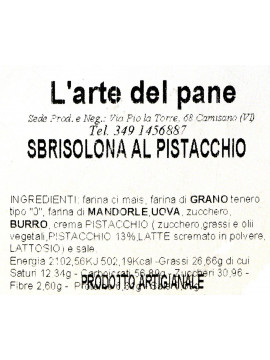 L'arte del pane
Sede Prod. e Neg.: Via Pio la Torre, 68 Camisano (VI)
Tel. 349 1456887
SBRISOLONA AL PISTACCHIO
INGREDIENTI: farina di mais, farina di GRANO tenero
tipo "0", farina di MANDORLE,UOVA, zucchero,
BURRO, crema PISTACCHIO ( zucchero,grassi e olii
vegetali,PISTACCHIO 13%,LATTE scremato in polvere,
LATTOSIO) e sale.
Energia 2102,56KJ 502,19Kcal -Grassi 26,66g di cui
Saturi 12,34g - Carboidrati 56,89g - Zuccheri 30,96 -
Fibre 2,60g -
PRODOTTO ARTIGIANALE